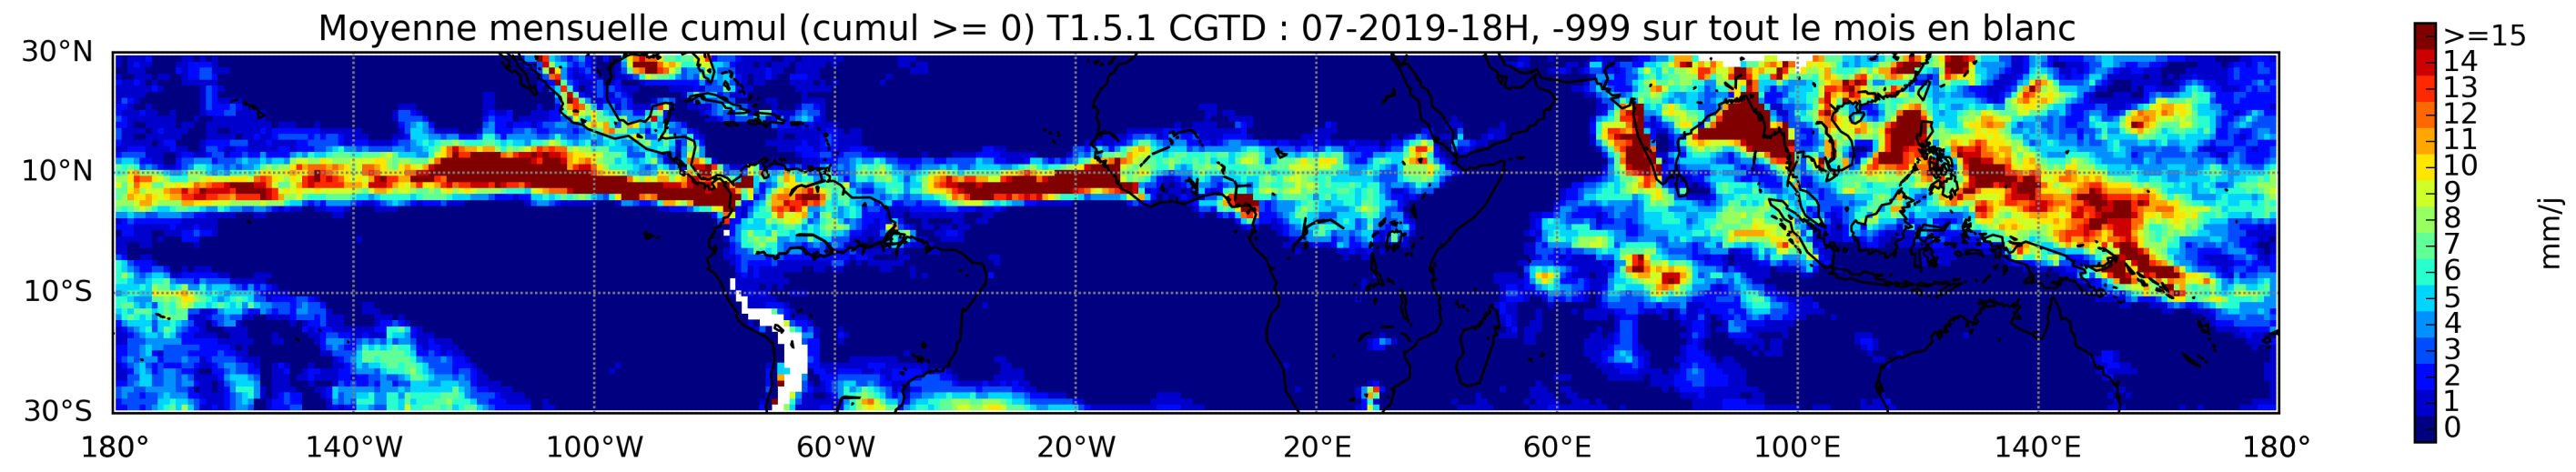 Moyenne mensuelle cumul (cumul >= 0) T1.5.1 CGTD : 07-2019-18H, -999 sur tout le mois en blanc
30°N
10°N
10°S
30°S
180° 140°W 100°W 60°W 20°W 20°E 60°E 100°E 140°E 180°
>=15
14
13
12
11
10
9
8
7
6
5
4
3
2
1
0
mm/j